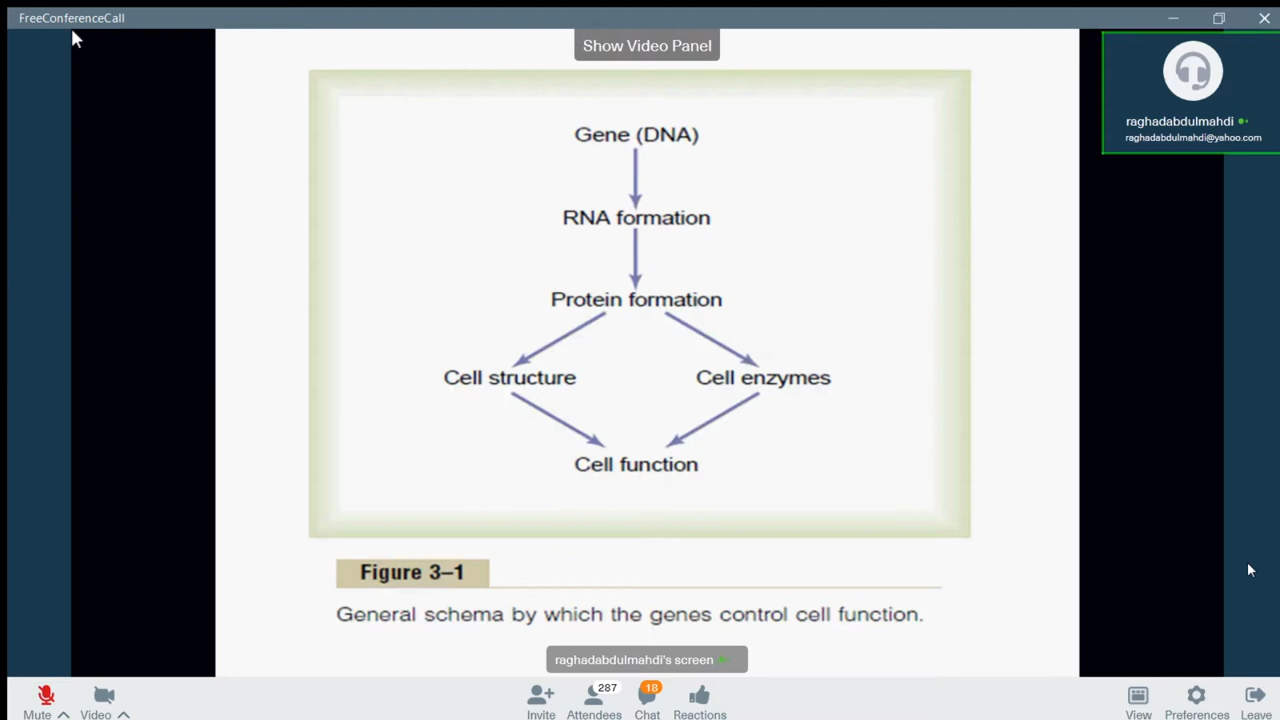 FreeConferenceCall
Show Video Panel
raghadabdulmahdi
raghadabdulmahdi@yahoo.com
Gene (DNA)
RNA formation
Protein formation
Cell structure
Cell enzymes
Cell function
Figure 3–1
General schema by which the genes control cell function.
raghadabdulmahdi's screen
Mute
Video
Invite
287
Attendees
18
Chat
Reactions
View
Preferences
Leave